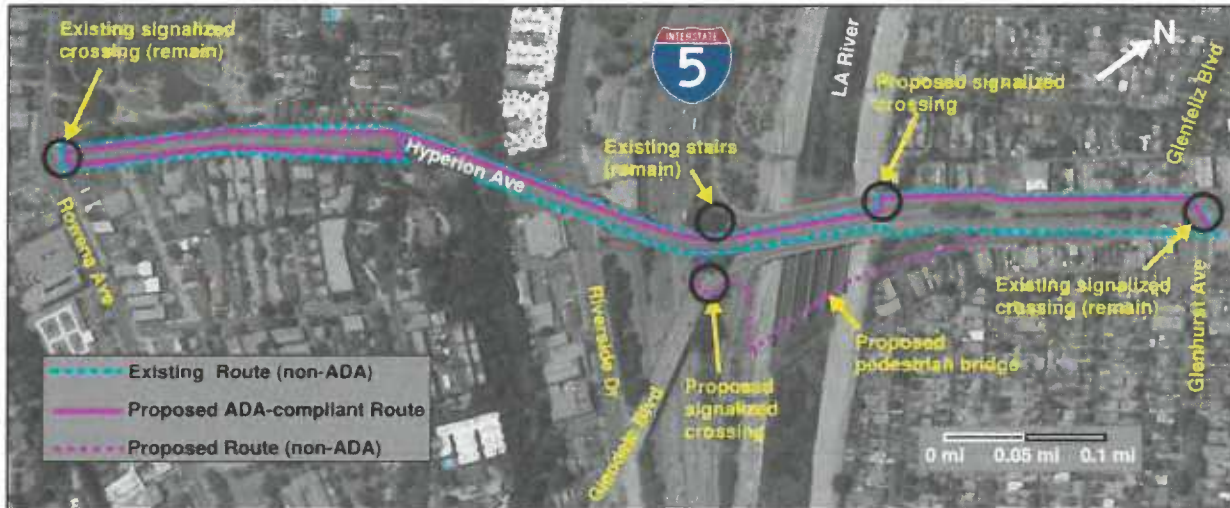 Existing signalized
crossing (remain)
INTERSTATE
5
LA River
N
Proposed signalized
crossing
Glenfeliz Blvd
Hyperion Ave
Existing stairs
(remain)
Rowena Ave
Riverside Dr
Existing signalized
crossing (remain)
Glenhurst Ave
Proposed
pedestrian bridge
Proposed
signalized
crossing
Glendale Blvd
Existing Route (non-ADA)
Proposed ADA-compliant Route
Proposed Route (non-ADA)
0 mi 0.05 mi 0.1 mi